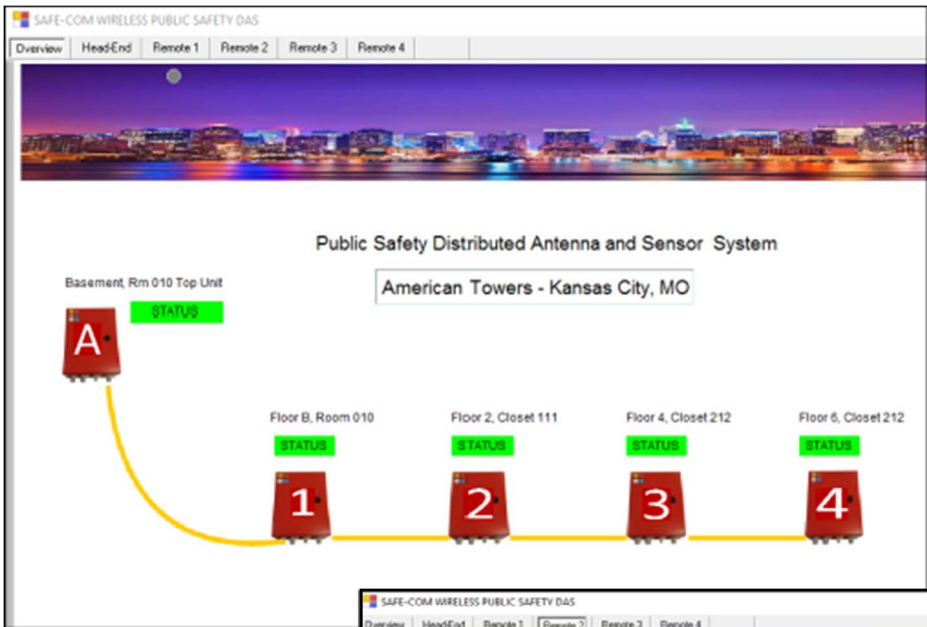 SAFE-COM WIRELESS PUBLIC SAFETY DAS
Overview Head-End Remote 1 Remote 2 Remote 3 Remote 4
Public Safety Distributed Antenna and Sensor System
American Towers - Kansas City, MO
Basement, Rm 010 Top Unit
STATUS
A
Floor B, Room 010 Floor 2, Closet 111 Floor 4, Closet 212 Floor 6, Closet 212
STATUS STATUS STATUS STATUS
1 2 3 4
SAFE-COM WIRELESS PUBLIC SAFETY DAS
Overview Head-End Remote 1 Remote 2 Remote 3 Remote 4